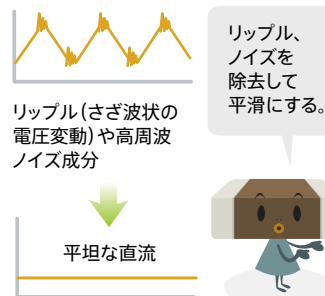 リップル、
ノイズを
除去して
平滑にする。
リップル（さざ波状の
電圧変動）や高周波
ノイズ成分
平坦な直流